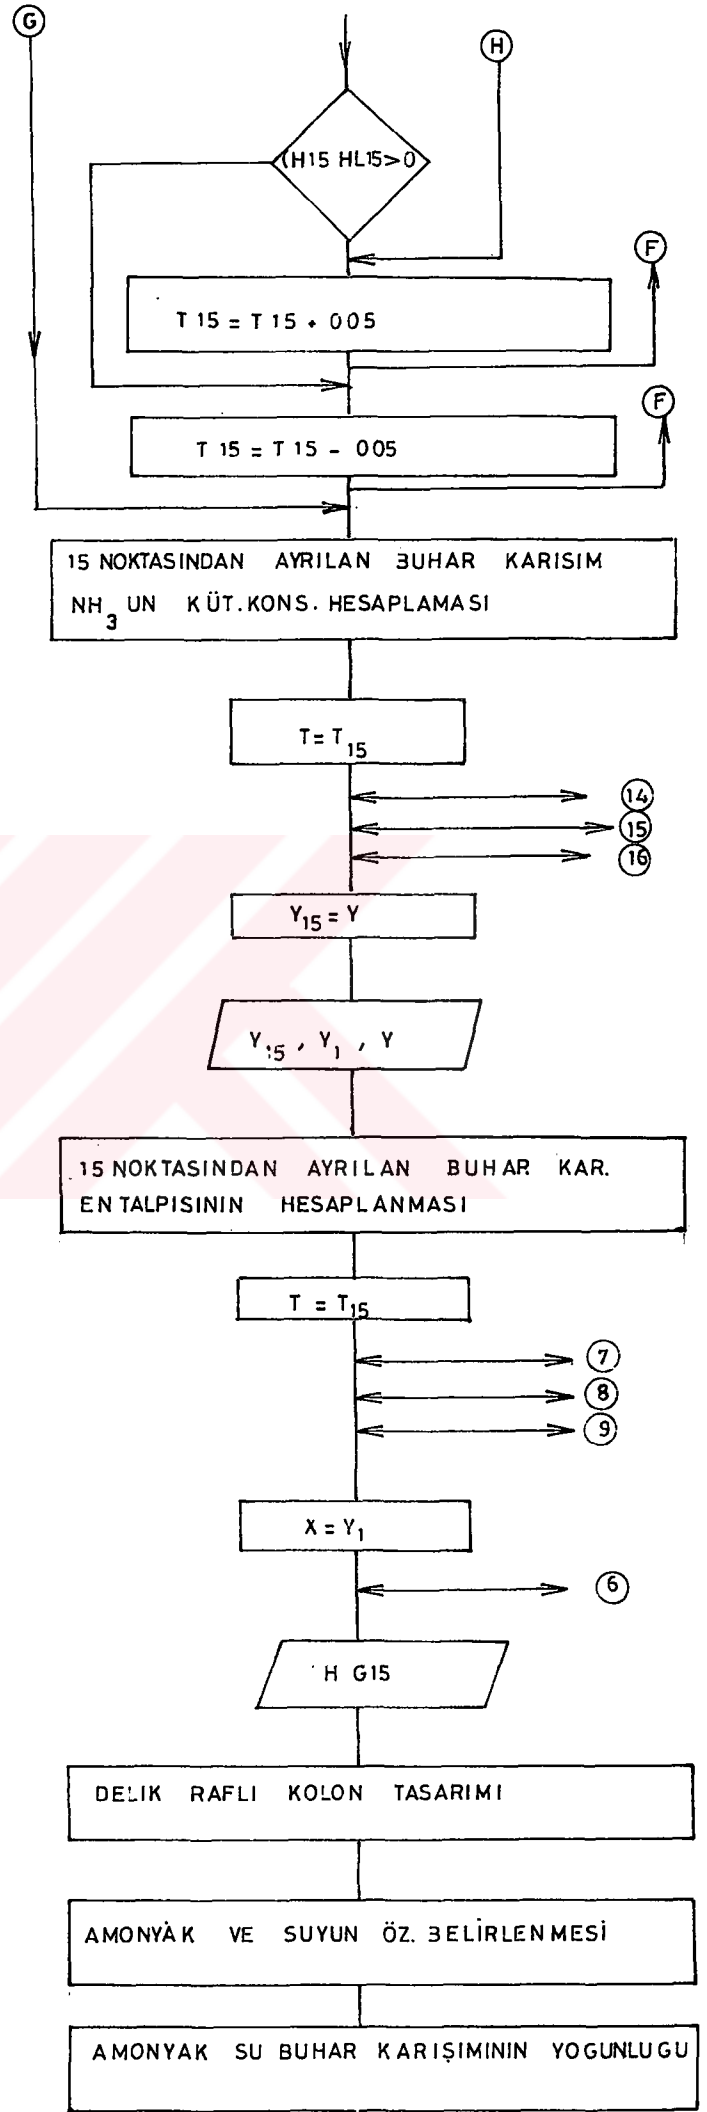 G
H
(H15 HL15>0
F
T 15 = T 15 + 005
F
T 15 = T 15 - 005
15 NOKTASINDAN AYRILAN BUHAR KARISIM
NH3 UN KÜT.KONS. HESAPLAMASI
T = T15
14
15
16
Y15 = Y
Y15 , Y1 , Y
15 NOKTASINDAN AYRILAN BUHAR KAR.
ENTALPISININ HESAPLANMASI
T = T15
7
8
9
X = Y1
6
H G15
DELIK RAFLI KOLON TASARIMI
AMONYAK VE SUYUN ÖZ. BELİRLENMESİ
AMONYAK SU BUHAR KARIŞIMININ YOGUNLUGU